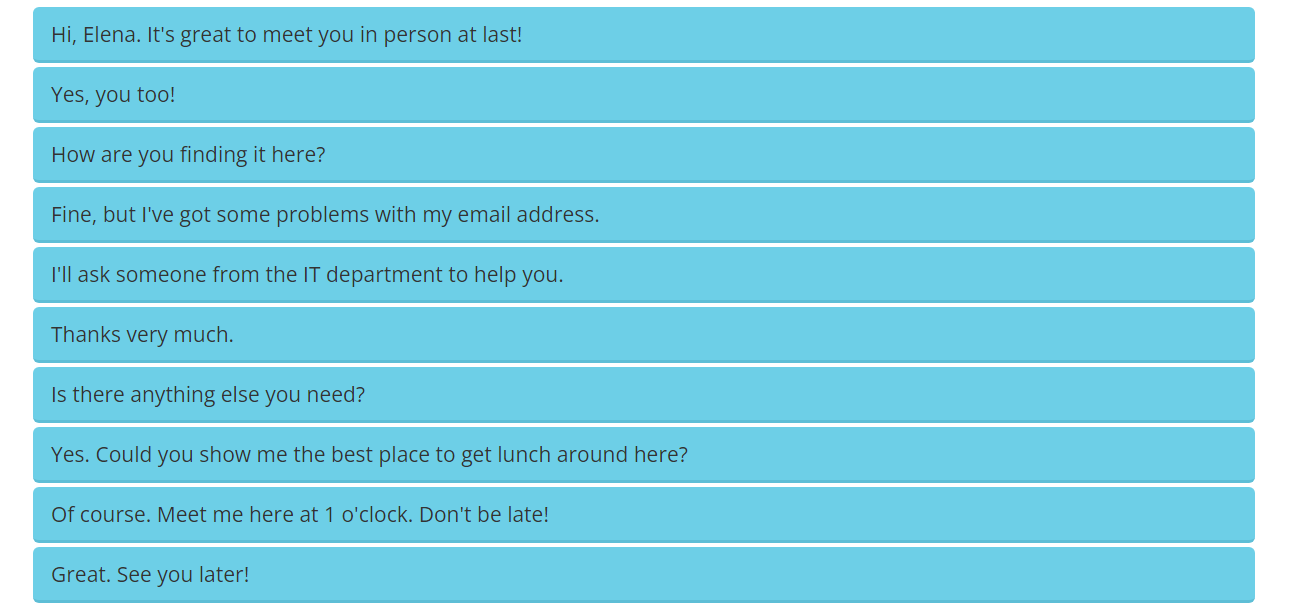 Hi, Elena. It's great to meet you in person at last!
Yes, you too!
How are you finding it here?
Fine, but I've got some problems with my email address.
I'll ask someone from the IT department to help you.
Thanks very much.
Is there anything else you need?
Yes. Could you show me the best place to get lunch around here?
Of course. Meet me here at 1 o'clock. Don't be late!
Great. See you later!